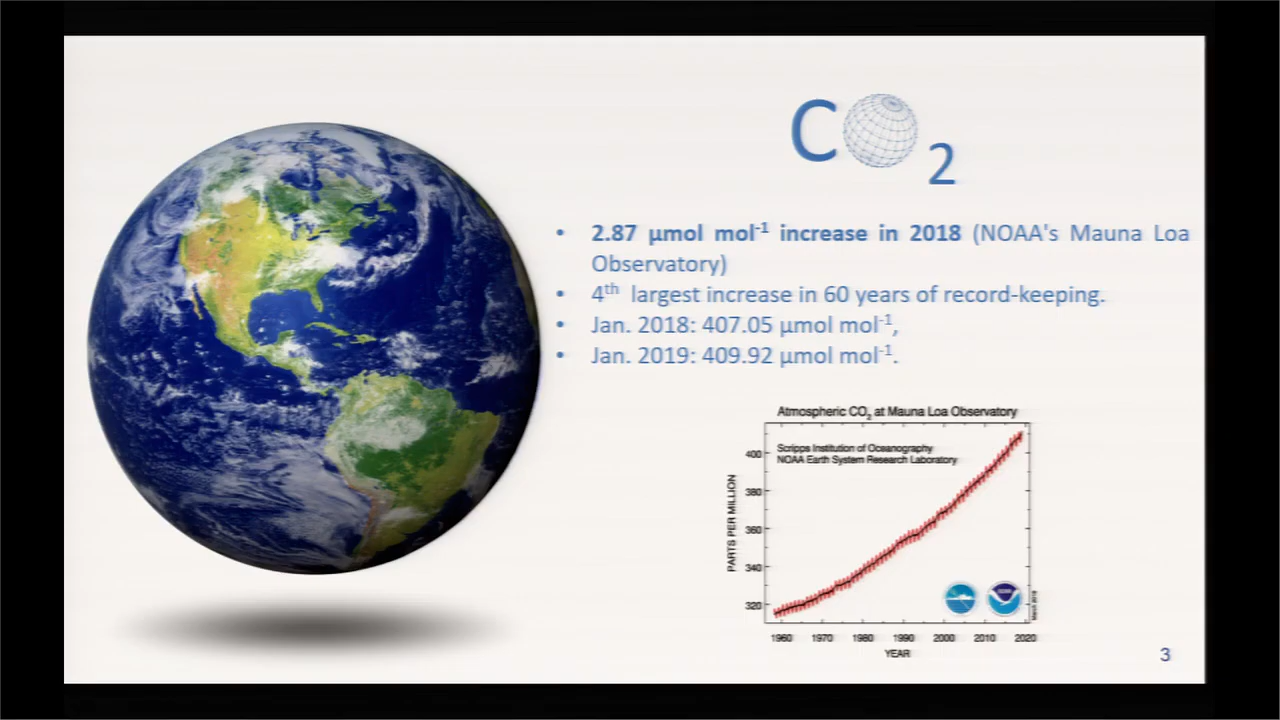 CO2
• 2.87 µmol mol-1 increase in 2018 (NOAA's Mauna Loa
Observatory)
• 4th largest increase in 60 years of record-keeping.
• Jan. 2018: 407.05 µmol mol-1,
• Jan. 2019: 409.92 µmol mol-1.
Atmospheric CO2 at Mauna Loa Observatory
Scripps Institution of Oceanography
NOAA Earth System Research Laboratory
PARTS PER MILLION
400
380
360
340
320
1960 1970 1980 1990 2000 2010 2020
YEAR
3